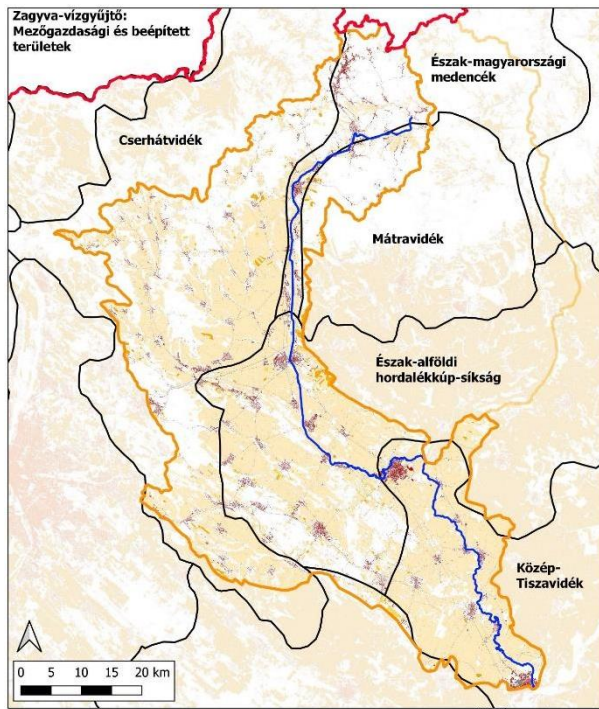 Zagyva-vízgyűjtő:
Mezőgazdasági és beépített
területek
Észak-magyarországi
medencék
Cserhátvidék
Mátravidék
Észak-alföldi
hordalékkúp-síkság
Közép-
Tiszavidék
0 5 10 15 20 km